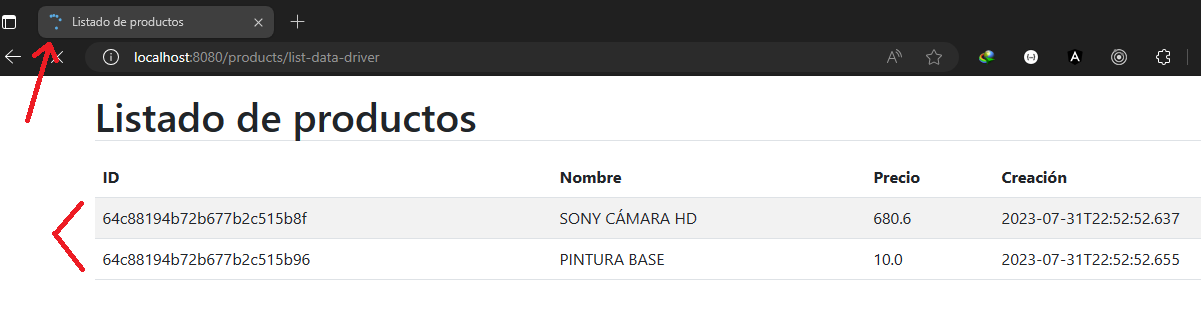 Listado de productos
localhost:8080/products/list-data-driver
Listado de productos
ID Nombre Precio Creación
64c88194b72b677b2c515b8f SONY CÁMARA HD 680.6 2023-07-31T22:52:52.637
64c88194b72b677b2c515b96 PINTURA BASE 10.0 2023-07-31T22:52:52.655